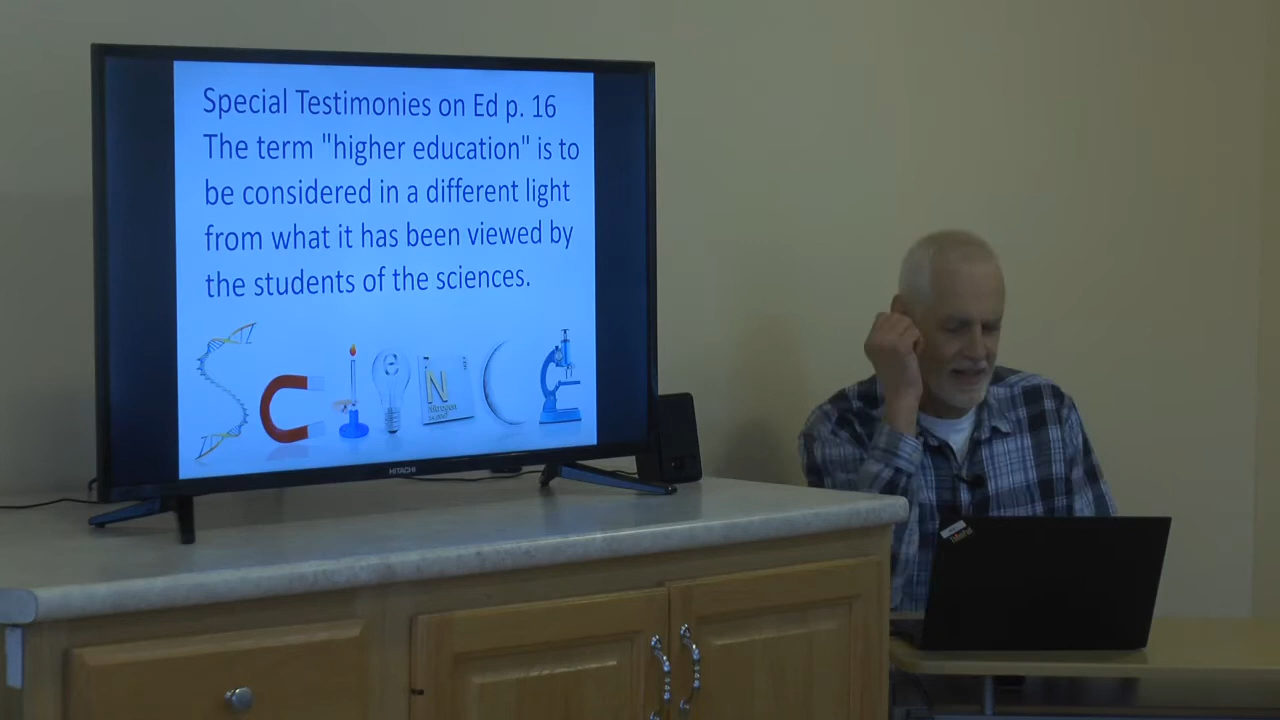 Special Testimonies on Ed p. 16
The term "higher education" is to
be considered in a different light
from what it has been viewed by
the students of the sciences.
N
Nitrogen
HITACHI